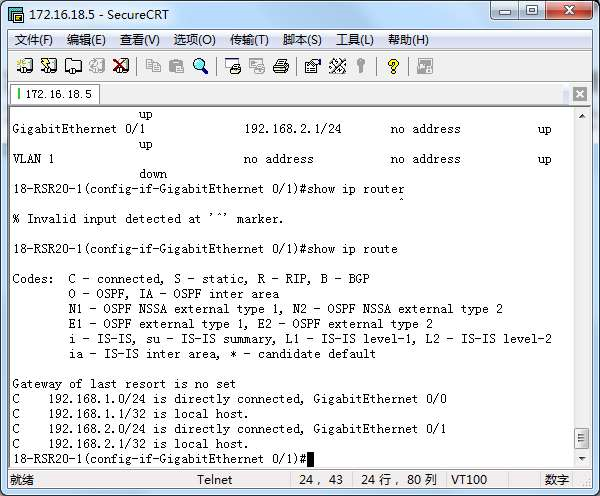 172.16.18.5 - SecureCRT
文件(F) 编辑(E) 查看(V) 选项(O) 传输(T) 脚本(S) 工具(L) 帮助(H)
172.16.18.5
up
GigabitEthernet 0/1 192.168.2.1/24 no address up
up
VLAN 1 no address no address up
down
18-RSR20-1(config-if-GigabitEthernet 0/1)#show ip router
^
% Invalid input detected at '^' marker.
18-RSR20-1(config-if-GigabitEthernet 0/1)#show ip route
Codes: C - connected, S - static, R - RIP, B - BGP
O - OSPF, IA - OSPF inter area
N1 - OSPF NSSA external type 1, N2 - OSPF NSSA external type 2
E1 - OSPF external type 1, E2 - OSPF external type 2
i - IS-IS, su - IS-IS summary, L1 - IS-IS level-1, L2 - IS-IS level-2
ia - IS-IS inter area, * - candidate default
Gateway of last resort is no set
C 192.168.1.0/24 is directly connected, GigabitEthernet 0/0
C 192.168.1.1/32 is local host.
C 192.168.2.0/24 is directly connected, GigabitEthernet 0/1
C 192.168.2.1/32 is local host.
18-RSR20-1(config-if-GigabitEthernet 0/1)#
就绪 Telnet 24, 43 24 行, 80 列 VT100 数字